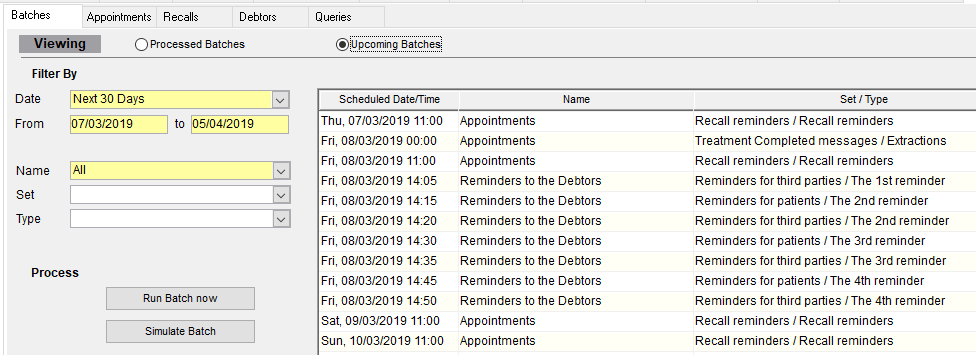 Batches Appointments Recalls Debtors Queries
Viewing Processed Batches Upcoming Batches
Filter By
Date Next 30 Days
From 07/03/2019 to 05/04/2019
Name All
Set
Type
Process
Run Batch now
Simulate Batch
Scheduled Date/Time Name Set / Type
Thu, 07/03/2019 11:00 Appointments Recall reminders / Recall reminders
Fri, 08/03/2019 00:00 Appointments Treatment Completed messages / Extractions
Fri, 08/03/2019 11:00 Appointments Recall reminders / Recall reminders
Fri, 08/03/2019 14:05 Reminders to the Debtors Reminders for third parties / The 1st reminder
Fri, 08/03/2019 14:15 Reminders to the Debtors Reminders for patients / The 2nd reminder
Fri, 08/03/2019 14:20 Reminders to the Debtors Reminders for third parties / The 2nd reminder
Fri, 08/03/2019 14:30 Reminders to the Debtors Reminders for patients / The 3rd reminder
Fri, 08/03/2019 14:35 Reminders to the Debtors Reminders for third parties / The 3rd reminder
Fri, 08/03/2019 14:45 Reminders to the Debtors Reminders for patients / The 4th reminder
Fri, 08/03/2019 14:50 Reminders to the Debtors Reminders for third parties / The 4th reminder
Sat, 09/03/2019 11:00 Appointments Recall reminders / Recall reminders
Sun, 10/03/2019 11:00 Appointments Recall reminders / Recall reminders